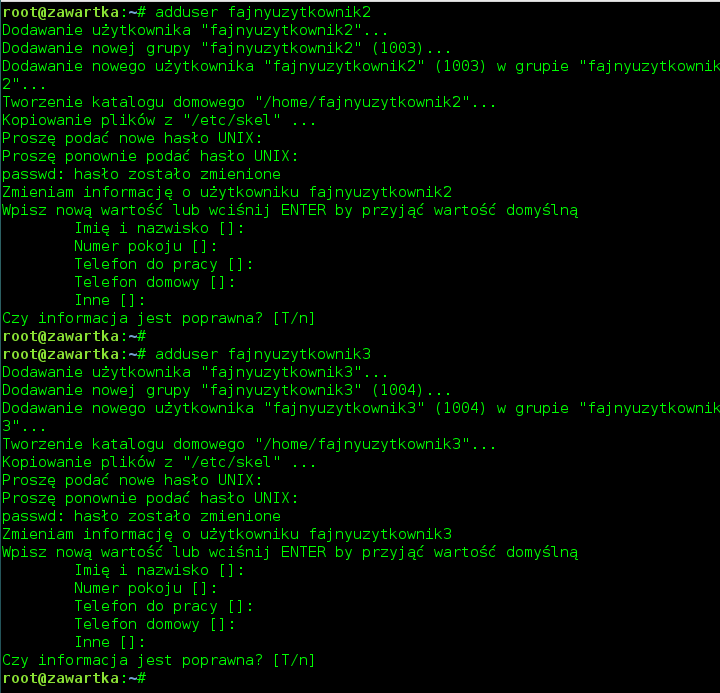 root@zawartka:~# adduser fajnyuzytkownik2
Dodawanie użytkownika "fajnyuzytkownik2"...
Dodawanie nowej grupy "fajnyuzytkownik2" (1003)...
Dodawanie nowego użytkownika "fajnyuzytkownik2" (1003) w grupie "fajnyuzytkownik
2"...
Tworzenie katalogu domowego "/home/fajnyuzytkownik2"...
Kopiowanie plików z "/etc/skel" ...
Proszę podać nowe hasło UNIX:
Proszę ponownie podać hasło UNIX:
passwd: hasło zostało zmienione
Zmieniam informację o użytkowniku fajnyuzytkownik2
Wpisz nową wartość lub wciśnij ENTER by przyjąć wartość domyślną
        Imię i nazwisko []:
        Numer pokoju []:
        Telefon do pracy []:
        Telefon domowy []:
        Inne []:
Czy informacja jest poprawna? [T/n]
root@zawartka:~#
root@zawartka:~# adduser fajnyuzytkownik3
Dodawanie użytkownika "fajnyuzytkownik3"...
Dodawanie nowej grupy "fajnyuzytkownik3" (1004)...
Dodawanie nowego użytkownika "fajnyuzytkownik3" (1004) w grupie "fajnyuzytkownik
3"...
Tworzenie katalogu domowego "/home/fajnyuzytkownik3"...
Kopiowanie plików z "/etc/skel" ...
Proszę podać nowe hasło UNIX:
Proszę ponownie podać hasło UNIX:
passwd: hasło zostało zmienione
Zmieniam informację o użytkowniku fajnyuzytkownik3
Wpisz nową wartość lub wciśnij ENTER by przyjąć wartość domyślną
        Imię i nazwisko []:
        Numer pokoju []:
        Telefon do pracy []:
        Telefon domowy []:
        Inne []:
Czy informacja jest poprawna? [T/n]
root@zawartka:~#